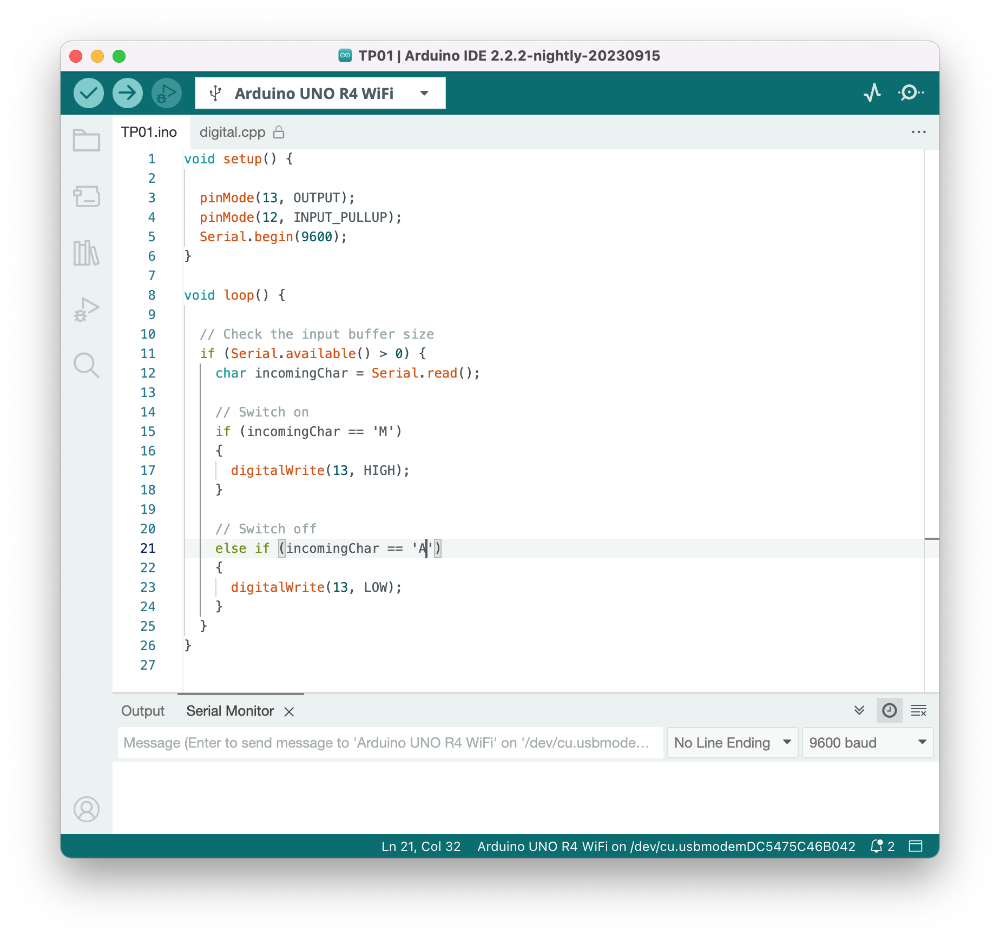 TP01 | Arduino IDE 2.2.2-nightly-20230915
Arduino UNO R4 WiFi
TP01.ino digital.cpp
1 void setup() {
2
3 pinMode(13, OUTPUT);
4 pinMode(12, INPUT_PULLUP);
5 Serial.begin(9600);
6 }
7
8 void loop() {
9
10 // Check the input buffer size
11 if (Serial.available() > 0) {
12 char incomingChar = Serial.read();
13
14 // Switch on
15 if (incomingChar == 'M')
16 {
17 digitalWrite(13, HIGH);
18 }
19
20 // Switch off
21 else if (incomingChar == 'A')
22 {
23 digitalWrite(13, LOW);
24 }
25 }
26 }
27
Output Serial Monitor
Message (Enter to send message to 'Arduino UNO R4 WiFi' on '/dev/cu.usbmode... No Line Ending 9600 baud
Ln 21, Col 32 Arduino UNO R4 WiFi on /dev/cu.usbmodemDC5475C46B042 2